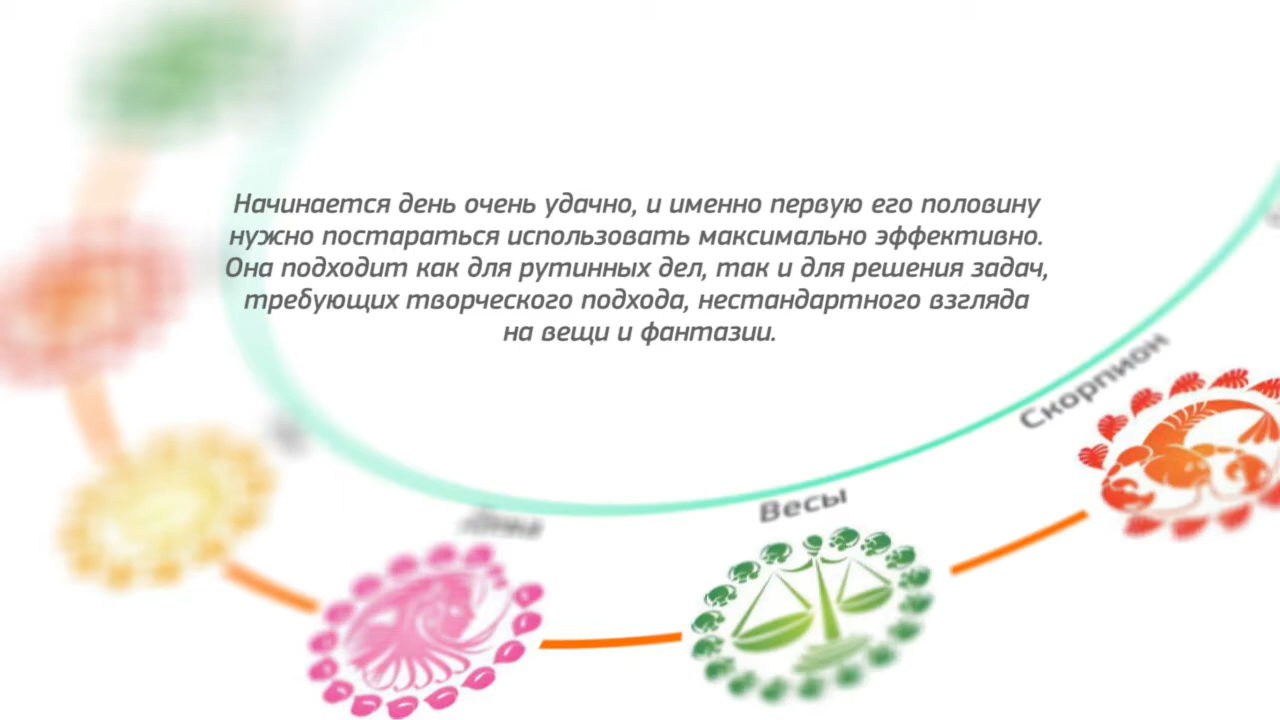 Начинается день очень удачно, и именно первую его половину
нужно постараться использовать максимально эффективно.
Она подходит как для рутинных дел, так и для решения задач,
требующих творческого подхода, нестандартного взгляда
на вещи и фантазии.
Скорпион
Весы